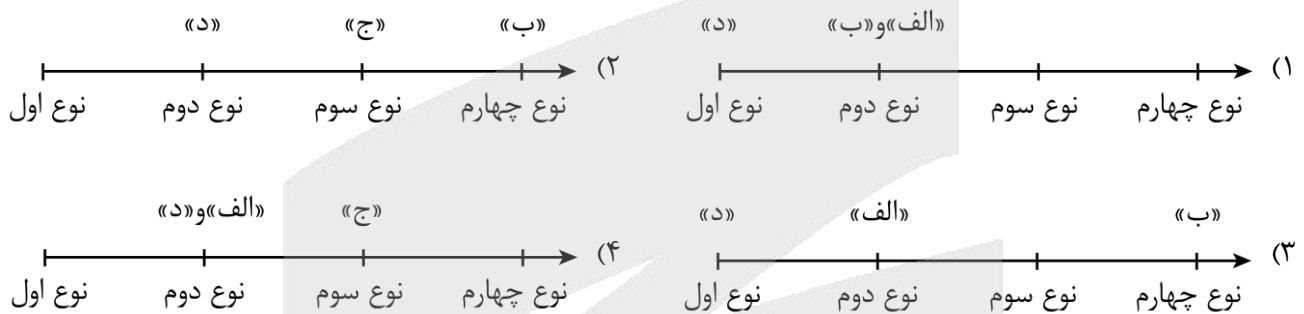 «د» «الف»و«ب»
(۱
نوع اول نوع دوم نوع سوم نوع چهارم
«د» «ج» «ب»
(۲
نوع اول نوع دوم نوع سوم نوع چهارم
«د» «الف» «ب»
(۳
نوع اول نوع دوم نوع سوم نوع چهارم
«الف»و«د» «ج»
(۴
نوع اول نوع دوم نوع سوم نوع چهارم